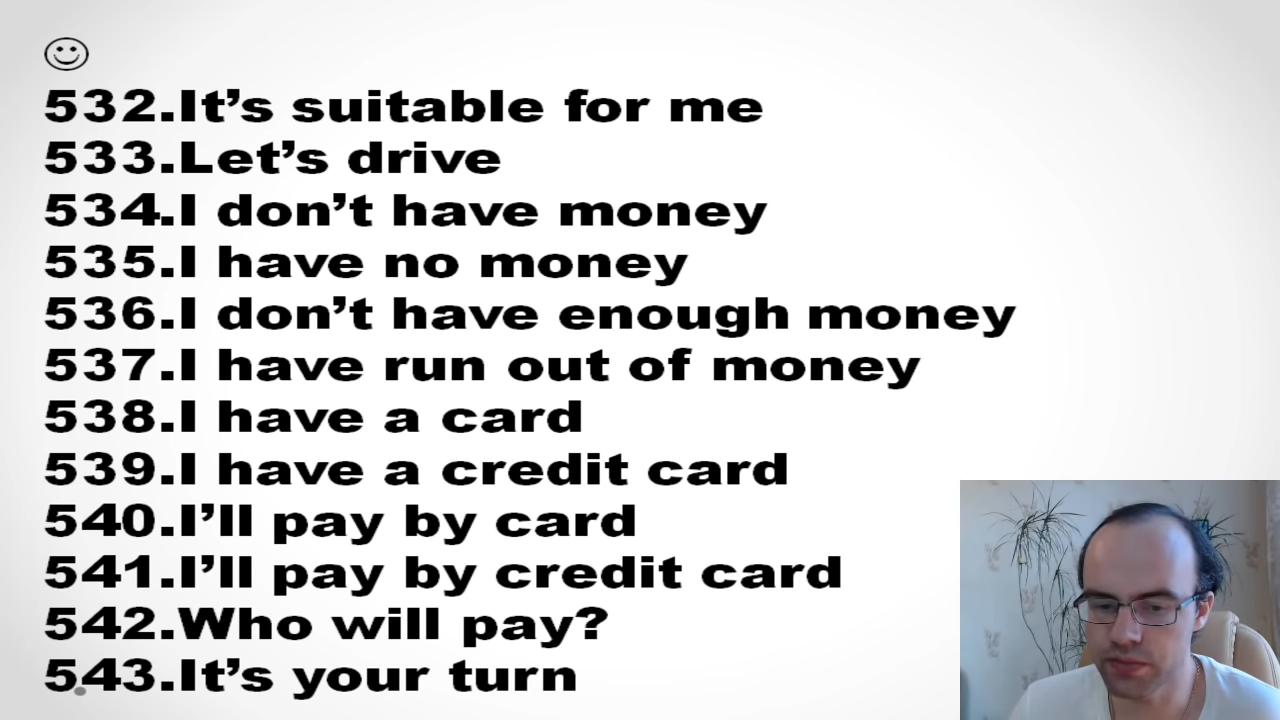 532.It’s suitable for me
533.Let’s drive
534.I don’t have money
535.I have no money
536.I don’t have enough money
537.I have run out of money
538.I have a card
539.I have a credit card
540.I’ll pay by card
541.I’ll pay by credit card
542.Who will pay?
543.It’s your turn